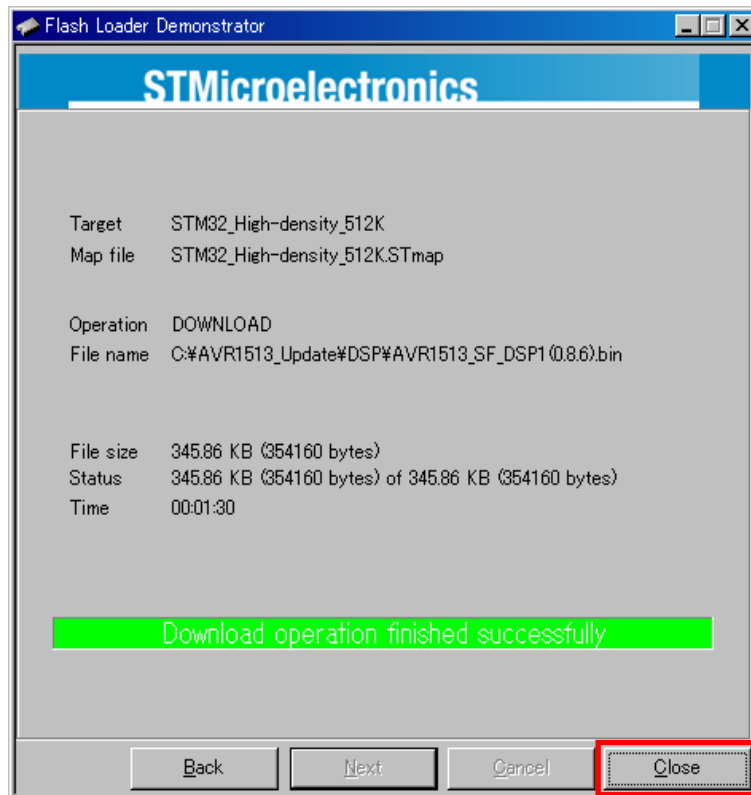 Flash Loader Demonstrator
STMicroelectronics
Target STM32_High-density_512K
Map file STM32_High-density_512K.STmap
Operation DOWNLOAD
File name C:¥AVR1513_Update¥DSP¥AVR1513_SF_DSP1(0.8.6).bin
File size 345.86 KB (354160 bytes)
Status 345.86 KB (354160 bytes) of 345.86 KB (354160 bytes)
Time 00:01:30
Download operation finished successfully
Back Next Cancel Close